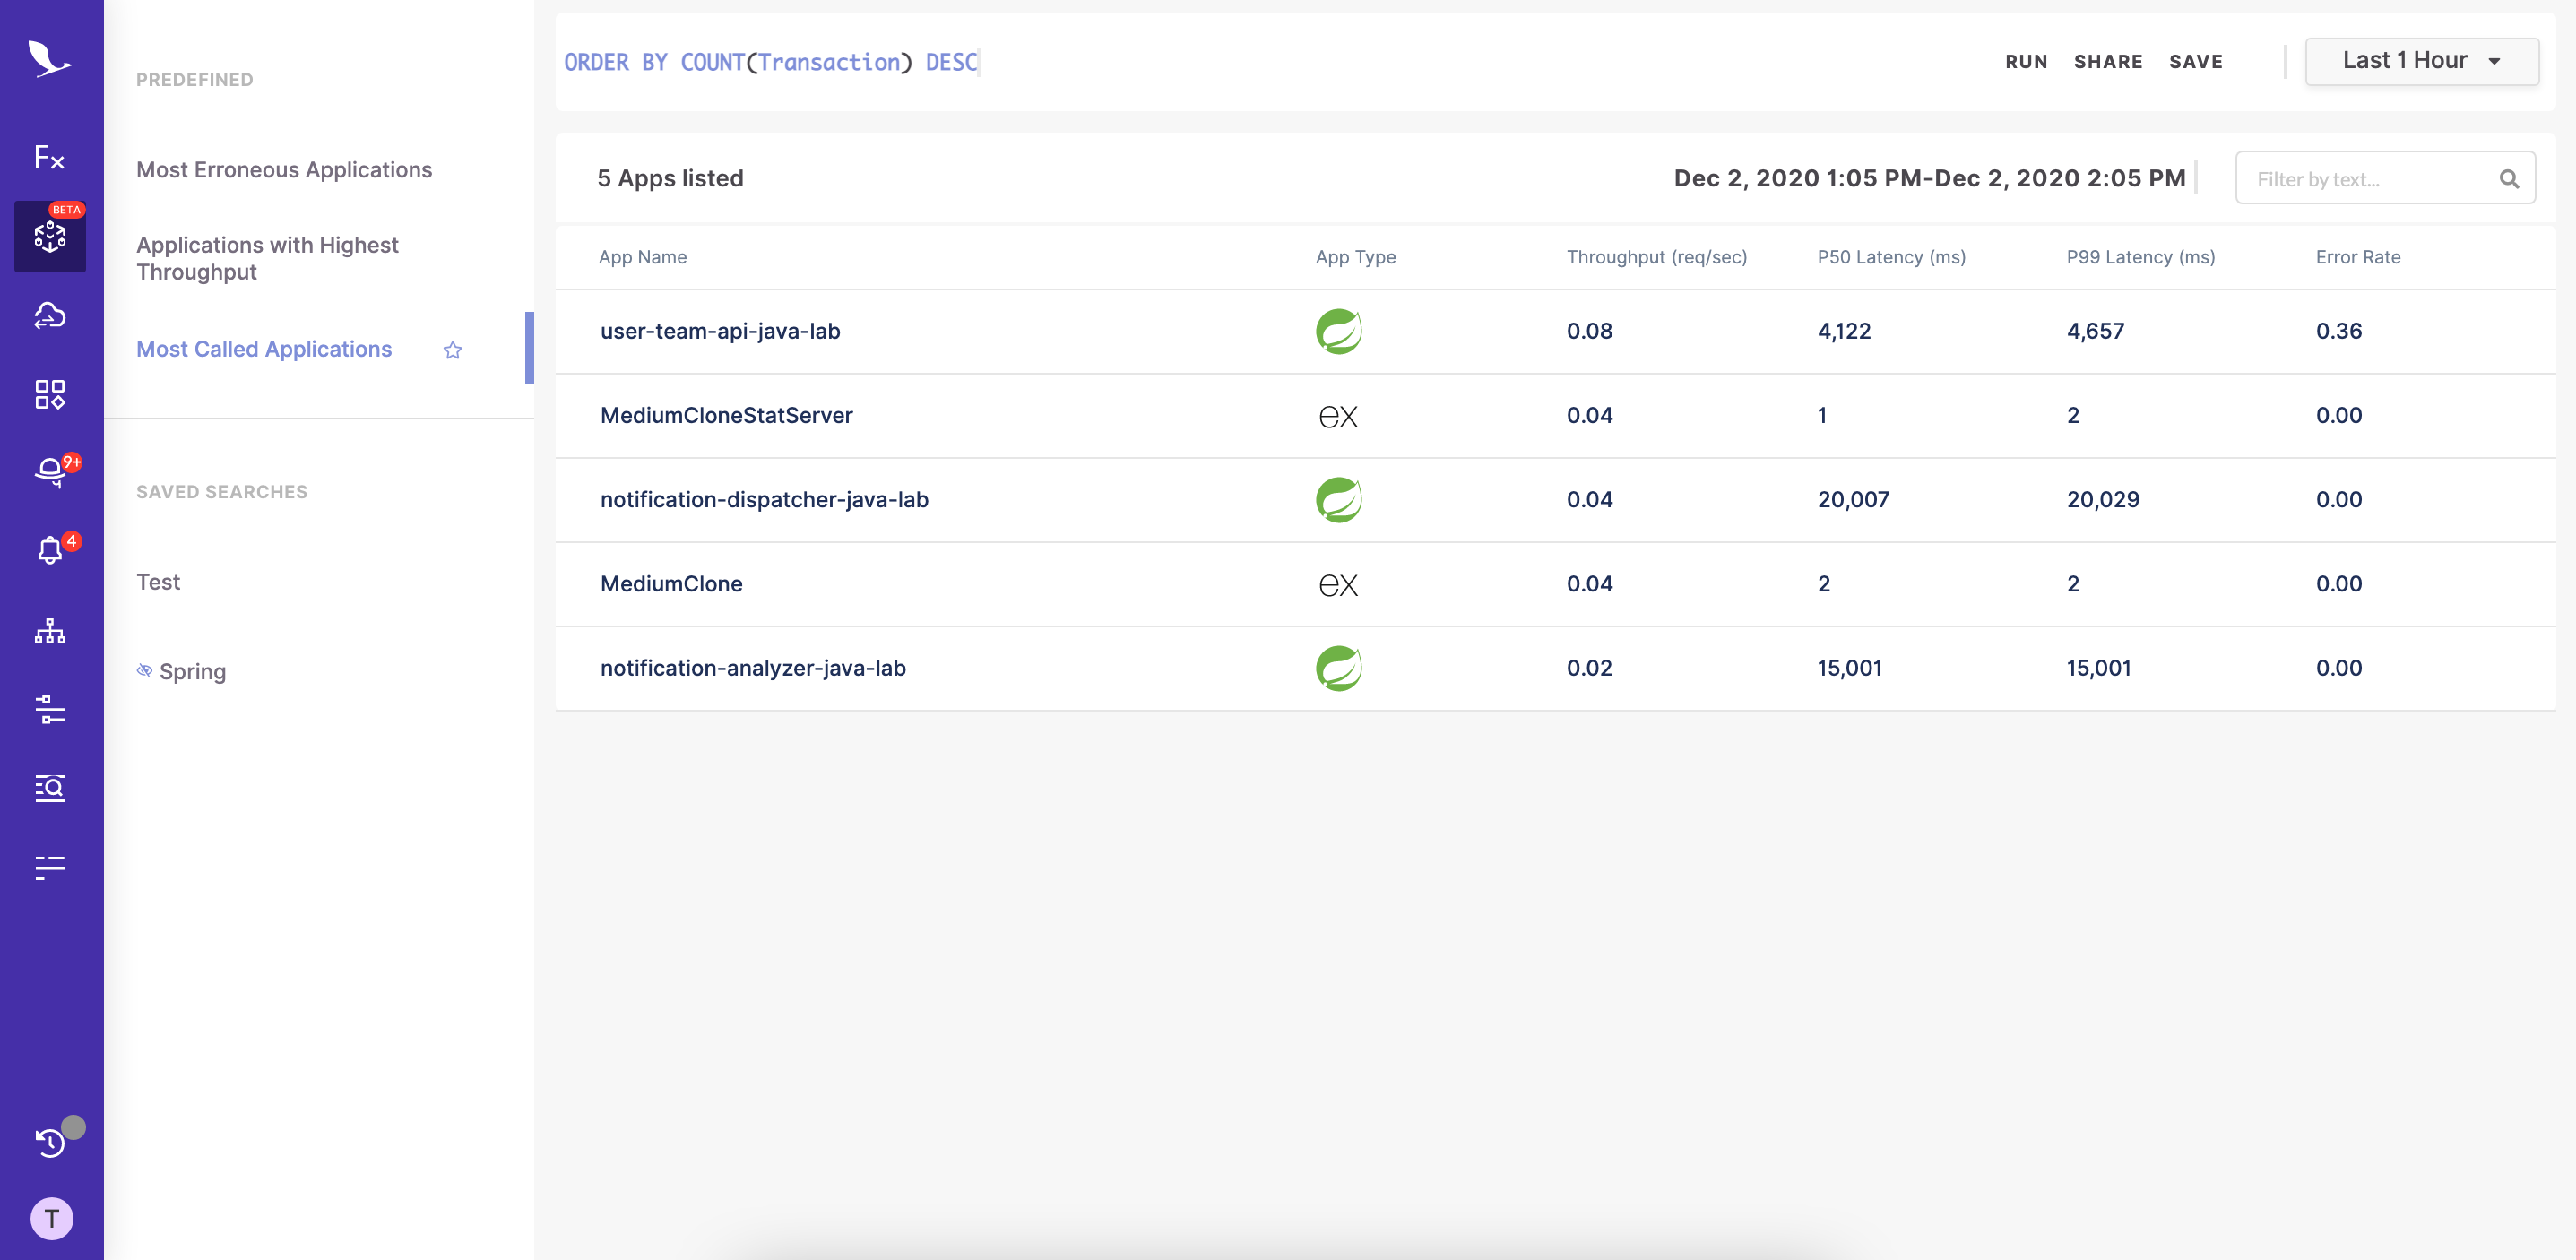 Fx
BETA
9+
4
T
PREDEFINED
Most Erroneous Applications
Applications with Highest
Throughput
Most Called Applications
SAVED SEARCHES
Test
Spring
ORDER BY COUNT(Transaction) DESC
RUN SHARE SAVE
Last 1 Hour
5 Apps listed
Dec 2, 2020 1:05 PM-Dec 2, 2020 2:05 PM
Filter by text...
App Name App Type Throughput (req/sec) P50 Latency (ms) P99 Latency (ms) Error Rate
user-team-api-java-lab 0.08 4,122 4,657 0.36
MediumCloneStatServer ex 0.04 1 2 0.00
notification-dispatcher-java-lab 0.04 20,007 20,029 0.00
MediumClone ex 0.04 2 2 0.00
notification-analyzer-java-lab 0.02 15,001 15,001 0.00